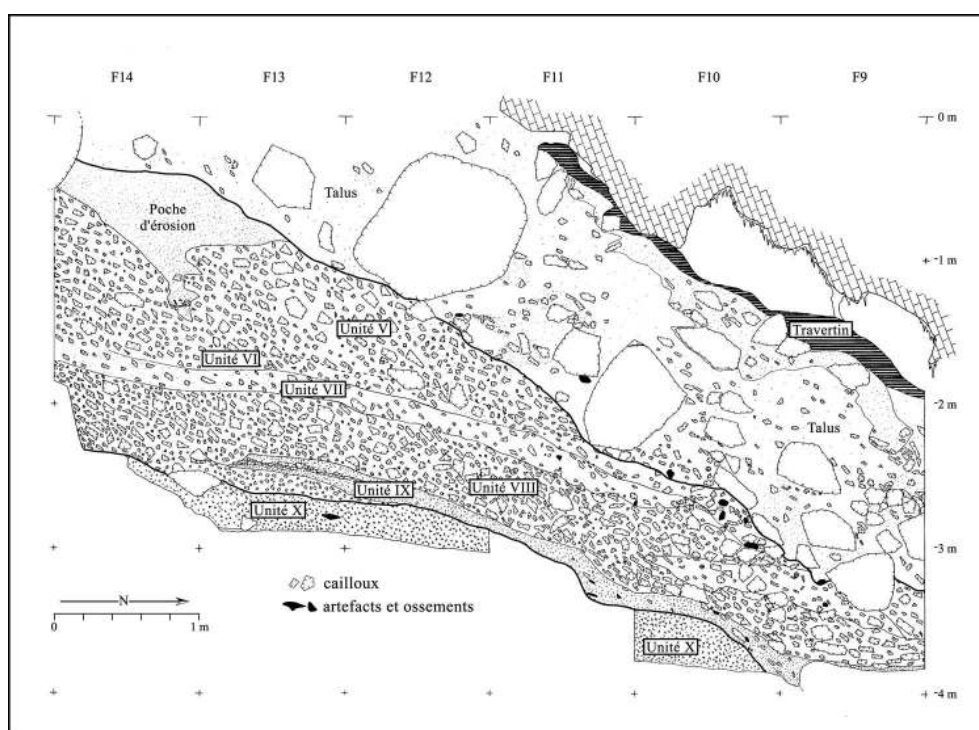 F14 F13 F12 F11 F10 F9
0 m
Talus
Poche
d'érosion
-1 m
Unité V
Travertin
Unité VI
Unité VII
-2 m
Talus
Unité IX
Unité VIII
Unité X
-3 m
cailloux
N
artefacts et ossements
0 1 m
Unité X
-4 m